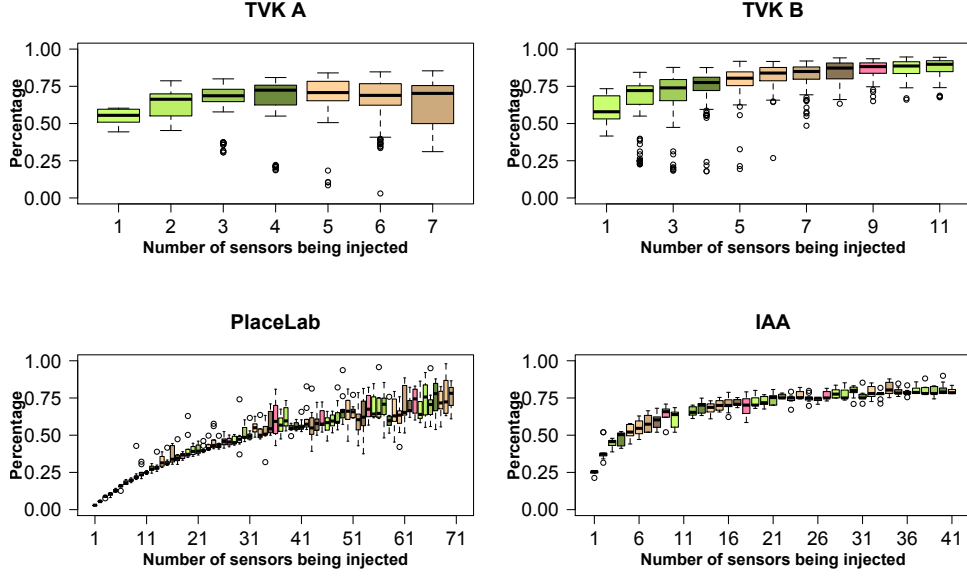 TVK A
Percentage
1.00
0.75
0.50
0.25
0.00
1 2 3 4 5 6 7
Number of sensors being injected
TVK B
Percentage
1.00
0.75
0.50
0.25
0.00
1 3 5 7 9 11
Number of sensors being injected
PlaceLab
Percentage
1.00
0.75
0.50
0.25
0.00
1 11 21 31 41 51 61 71
Number of sensors being injected
IAA
Percentage
1.00
0.75
0.50
0.25
0.00
1 6 11 16 21 26 31 36 41
Number of sensors being injected